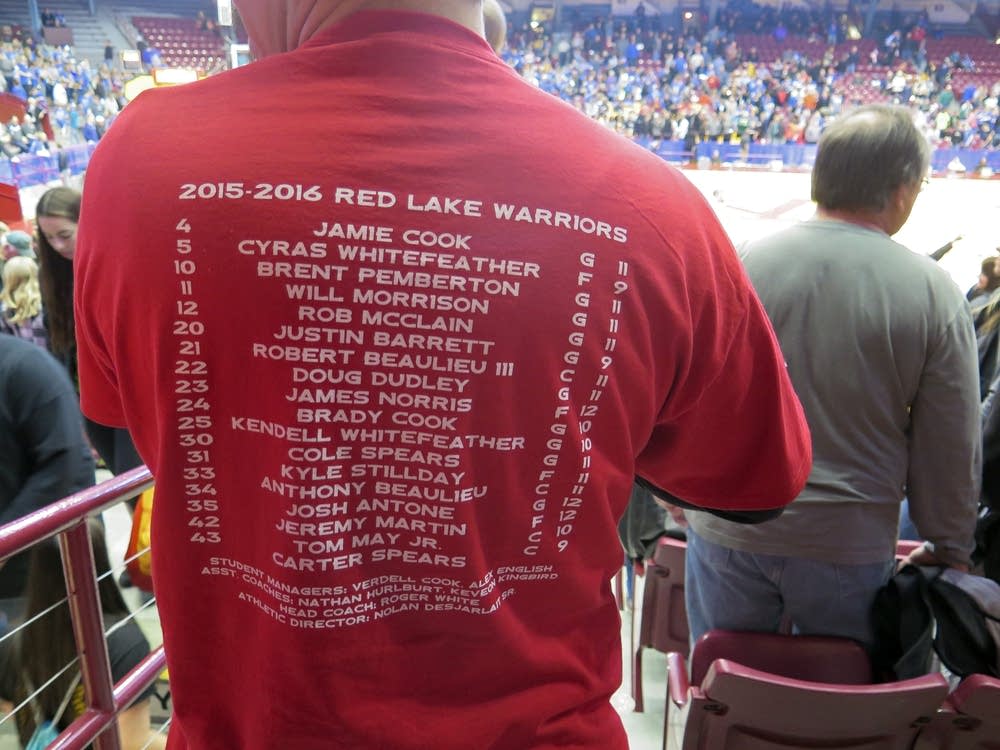 2015-2016 RED LAKE WARRIORS
4 JAMIE COOK G 11
5 CYRAS WHITEFEATHER F 9
10 BRENT PEMBERTON G 11
11 WILL MORRISON G 11
12 ROB MCCLAIN G 11
20 JUSTIN BARRETT G 9
21 ROBERT BEAULIEU III C 11
22 DOUG DUDLEY G 11
23 JAMES NORRIS F 12
24 BRADY COOK G 10
25 KENDELL WHITEFEATHER G 10
30 COLE SPEARS G 11
31 KYLE STILLDAY F 11
33 ANTHONY BEAULIEU C 11
34 JOSH ANTONE G 12
35 JEREMY MARTIN F 12
42 TOM MAY JR. C 10
43 CARTER SPEARS C 9
STUDENT MANAGERS: VERDELL COOK, ALEX ENGLISH
ASST. COACHES: NATHAN HURLBURT, KEVEON KINGBIRD
HEAD COACH: ROGER WHITE
ATHLETIC DIRECTOR: NOLAN DESJARLAIT SR.